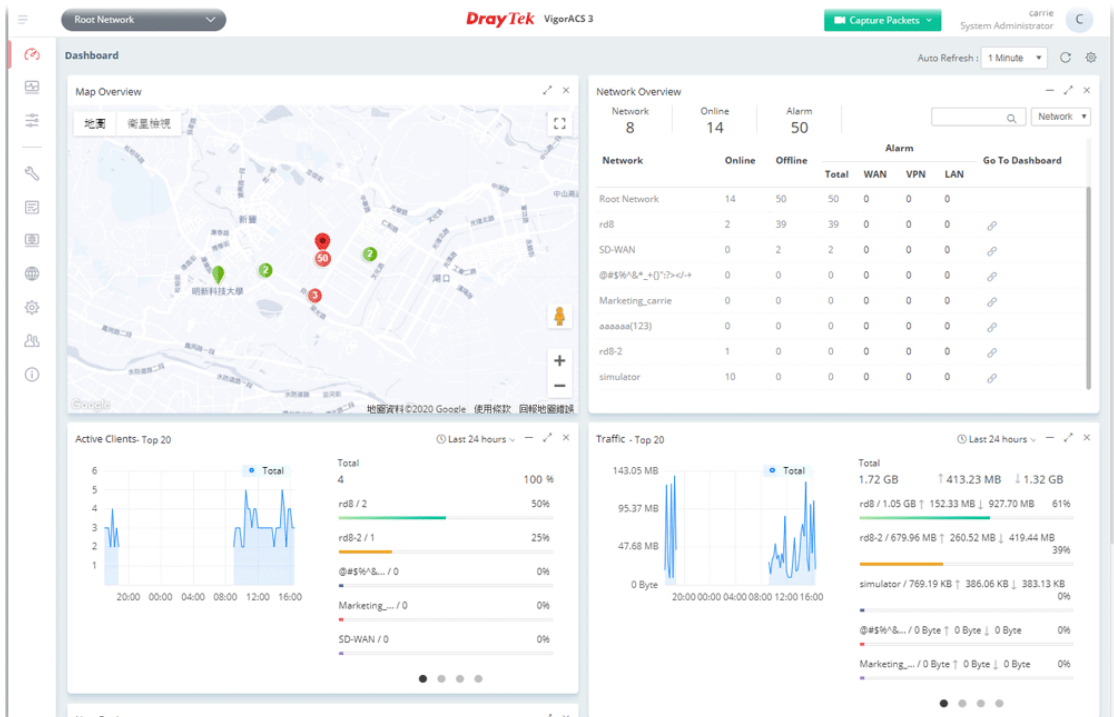 Root Network
DrayTek VigorACS 3
Capture Packets
carrie
System Administrator
C
Dashboard
Auto Refresh : 1 Minute
Map Overview
地圖 衛星檢視
新豐
中山高速
湖口
明新科技大學
50
2
2
3
Google
地圖資料©2020 Google 使用條款 回報地圖錯誤
Network Overview
Network Online Alarm
8 14 50
Network
Alarm
Network Online Offline Go To Dashboard
Total WAN VPN LAN
Root Network 14 50 50 0 0 0
rd8 2 39 39 0 0 0
SD-WAN 0 2 2 0 0 0
@#$%^&*_+{}":?></-+ 0 0 0 0 0 0
Marketing_carrie 0 0 0 0 0 0
aaaaaa(123) 0 0 0 0 0 0
rd8-2 1 0 0 0 0 0
simulator 10 0 0 0 0 0
Active Clients- Top 20
Last 24 hours
Total
6
5
4
3
2
1
20:00 00:00 04:00 08:00 12:00 16:00
Total
4 100 %
rd8 / 2 50%
rd8-2 / 1 25%
@#$%^&... / 0 0%
Marketing_... / 0 0%
SD-WAN / 0 0%
Traffic - Top 20
Last 24 hours
Total
143.05 MB
95.37 MB
47.68 MB
0 Byte
20:00 00:00 04:00 08:00 12:00 16:00
Total
1.72 GB ↑ 413.23 MB ↓ 1.32 GB
rd8 / 1.05 GB ↑ 152.33 MB ↓ 927.70 MB 61%
rd8-2 / 679.96 MB ↑ 260.52 MB ↓ 419.44 MB
39%
simulator / 769.19 KB ↑ 386.06 KB ↓ 383.13 KB
0%
@#$%^&... / 0 Byte ↑ 0 Byte ↓ 0 Byte 0%
Marketing_... / 0 Byte ↑ 0 Byte ↓ 0 Byte 0%